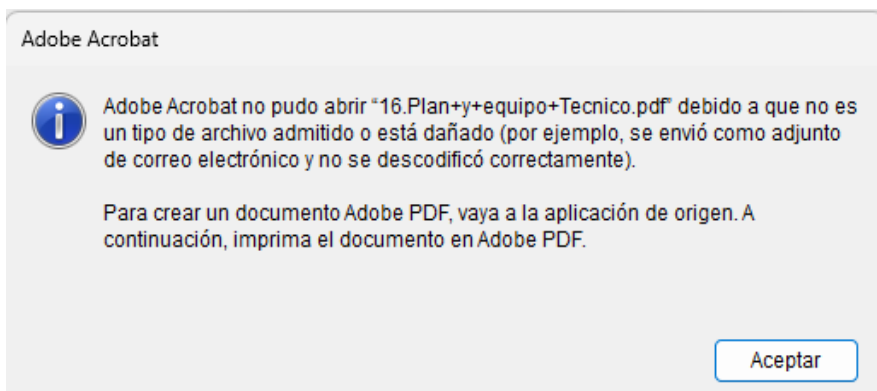 Adobe Acrobat
Adobe Acrobat no pudo abrir “16.Plan+y+equipo+Tecnico.pdf” debido a que no es
un tipo de archivo admitido o está dañado (por ejemplo, se envió como adjunto
de correo electrónico y no se descodificó correctamente).
Para crear un documento Adobe PDF, vaya a la aplicación de origen. A
continuación, imprima el documento en Adobe PDF.
Aceptar